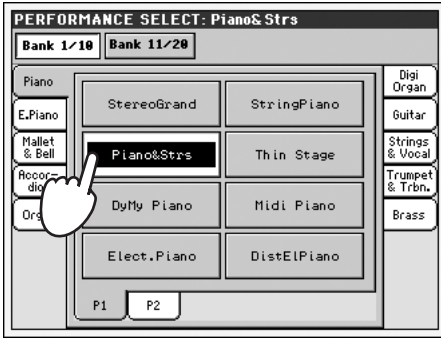 PERFORMANCE SELECT: Piano&Strs
Bank 1/10 Bank 11/20
Piano
E.Piano
Mallet
& Bell
Accor-
dio
Org
StereoGrand StringPiano
Piano&Strs Thin Stage
DyMy Piano Midi Piano
Elect.Piano DistElPiano
Digi
Organ
Guitar
Strings
& Vocal
Trumpet
& Trbn.
Brass
P1 P2